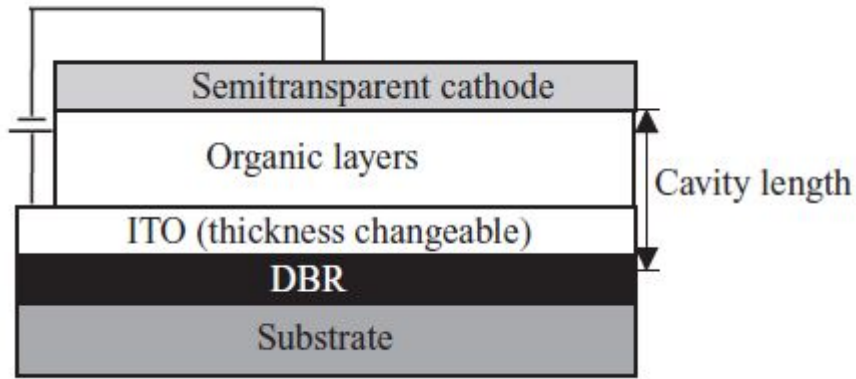 Semitransparent cathode
Organic layers
Cavity length
ITO (thickness changeable)
DBR
Substrate